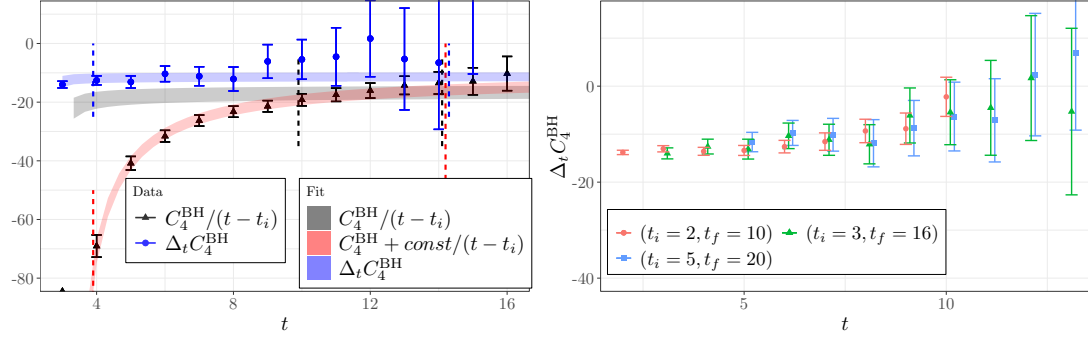 0
−20
−40
−60
−80
4
8
12
16
t
Data
C_4^BH/(t − t_i)
Δ_t C_4^BH
Fit
C_4^BH/(t − t_i)
C_4^BH + const/(t − t_i)
Δ_t C_4^BH
Δ_t C_4^BH
0
−20
−40
5
10
t
(t_i = 2, t_f = 10)
(t_i = 3, t_f = 16)
(t_i = 5, t_f = 20)